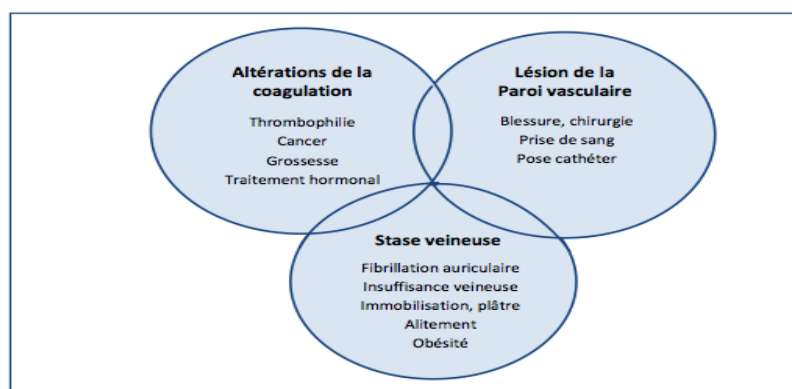 Altérations de la
coagulation
Thrombophilie
Cancer
Grossesse
Traitement hormonal
Lésion de la
Paroi vasculaire
Blessure, chirurgie
Prise de sang
Pose cathéter
Stase veineuse
Fibrillation auriculaire
Insuffisance veineuse
Immobilisation, plâtre
Alitement
Obésité